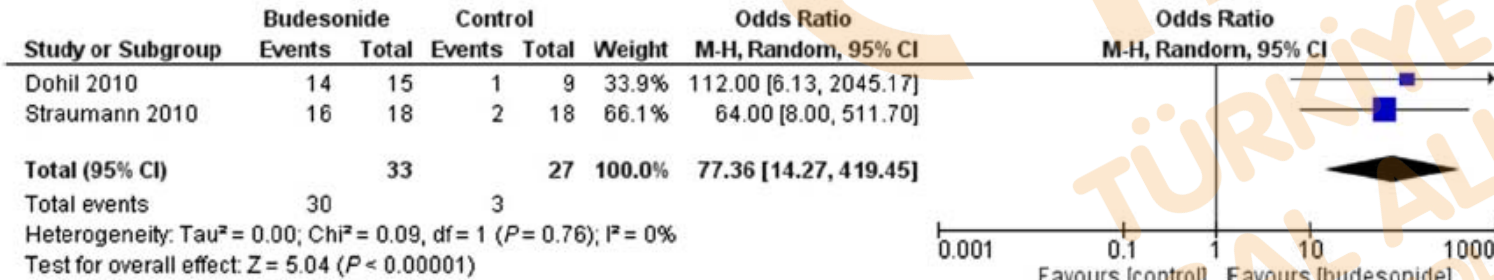 Budesonide Control Odds Ratio Odds Ratio
Study or Subgroup Events Total Events Total Weight M-H, Random, 95% CI M-H, Random, 95% CI
Dohil 2010 14 15 1 9 33.9% 112.00 [6.13, 2045.17]
Straumann 2010 16 18 2 18 66.1% 64.00 [8.00, 511.70]
Total (95% CI) 33 27 100.0% 77.36 [14.27, 419.45]
Total events 30 3
Heterogeneity: Tau² = 0.00; Chi² = 0.09, df = 1 (P = 0.76); I² = 0%
Test for overall effect: Z = 5.04 (P < 0.00001)
0.001 0.1 1 10 1000
Favours [control] Favours [budesonide]
TÜRKİYE